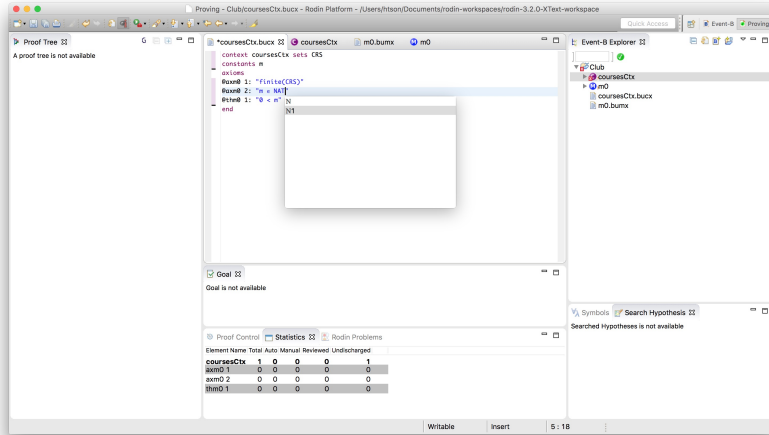 Proving - Club/coursesCtx.bucx - Rodin Platform - /Users/htson/Documents/rodin-workspaces/rodin-3.2.0-XText-workspace
Quick Access
Event-B
Proving
Proof Tree
A proof tree is not available
*coursesCtx.bucx
coursesCtx
m0.bumx
m0
context coursesCtx sets CRS
constants m
axioms
@axm0 1: "finite(CRS)"
@axm0 2: "m ∈ NAT"
@thm0 1: "0 < m"
end
N
N1
Event-B Explorer
Club
coursesCtx
m0
coursesCtx.bucx
m0.bumx
Goal
Goal is not available
Proof Control
Statistics
Rodin Problems
Element Name Total Auto Manual Reviewed Undischarged
coursesCtx 1 0 0 0 1
axm0 1 0 0 0 0 0
axm0 2 0 0 0 0 0
thm0 1 0 0 0 0 0
Symbols
Search Hypothesis
Searched Hypotheses is not available
Writable
Insert
5 : 18